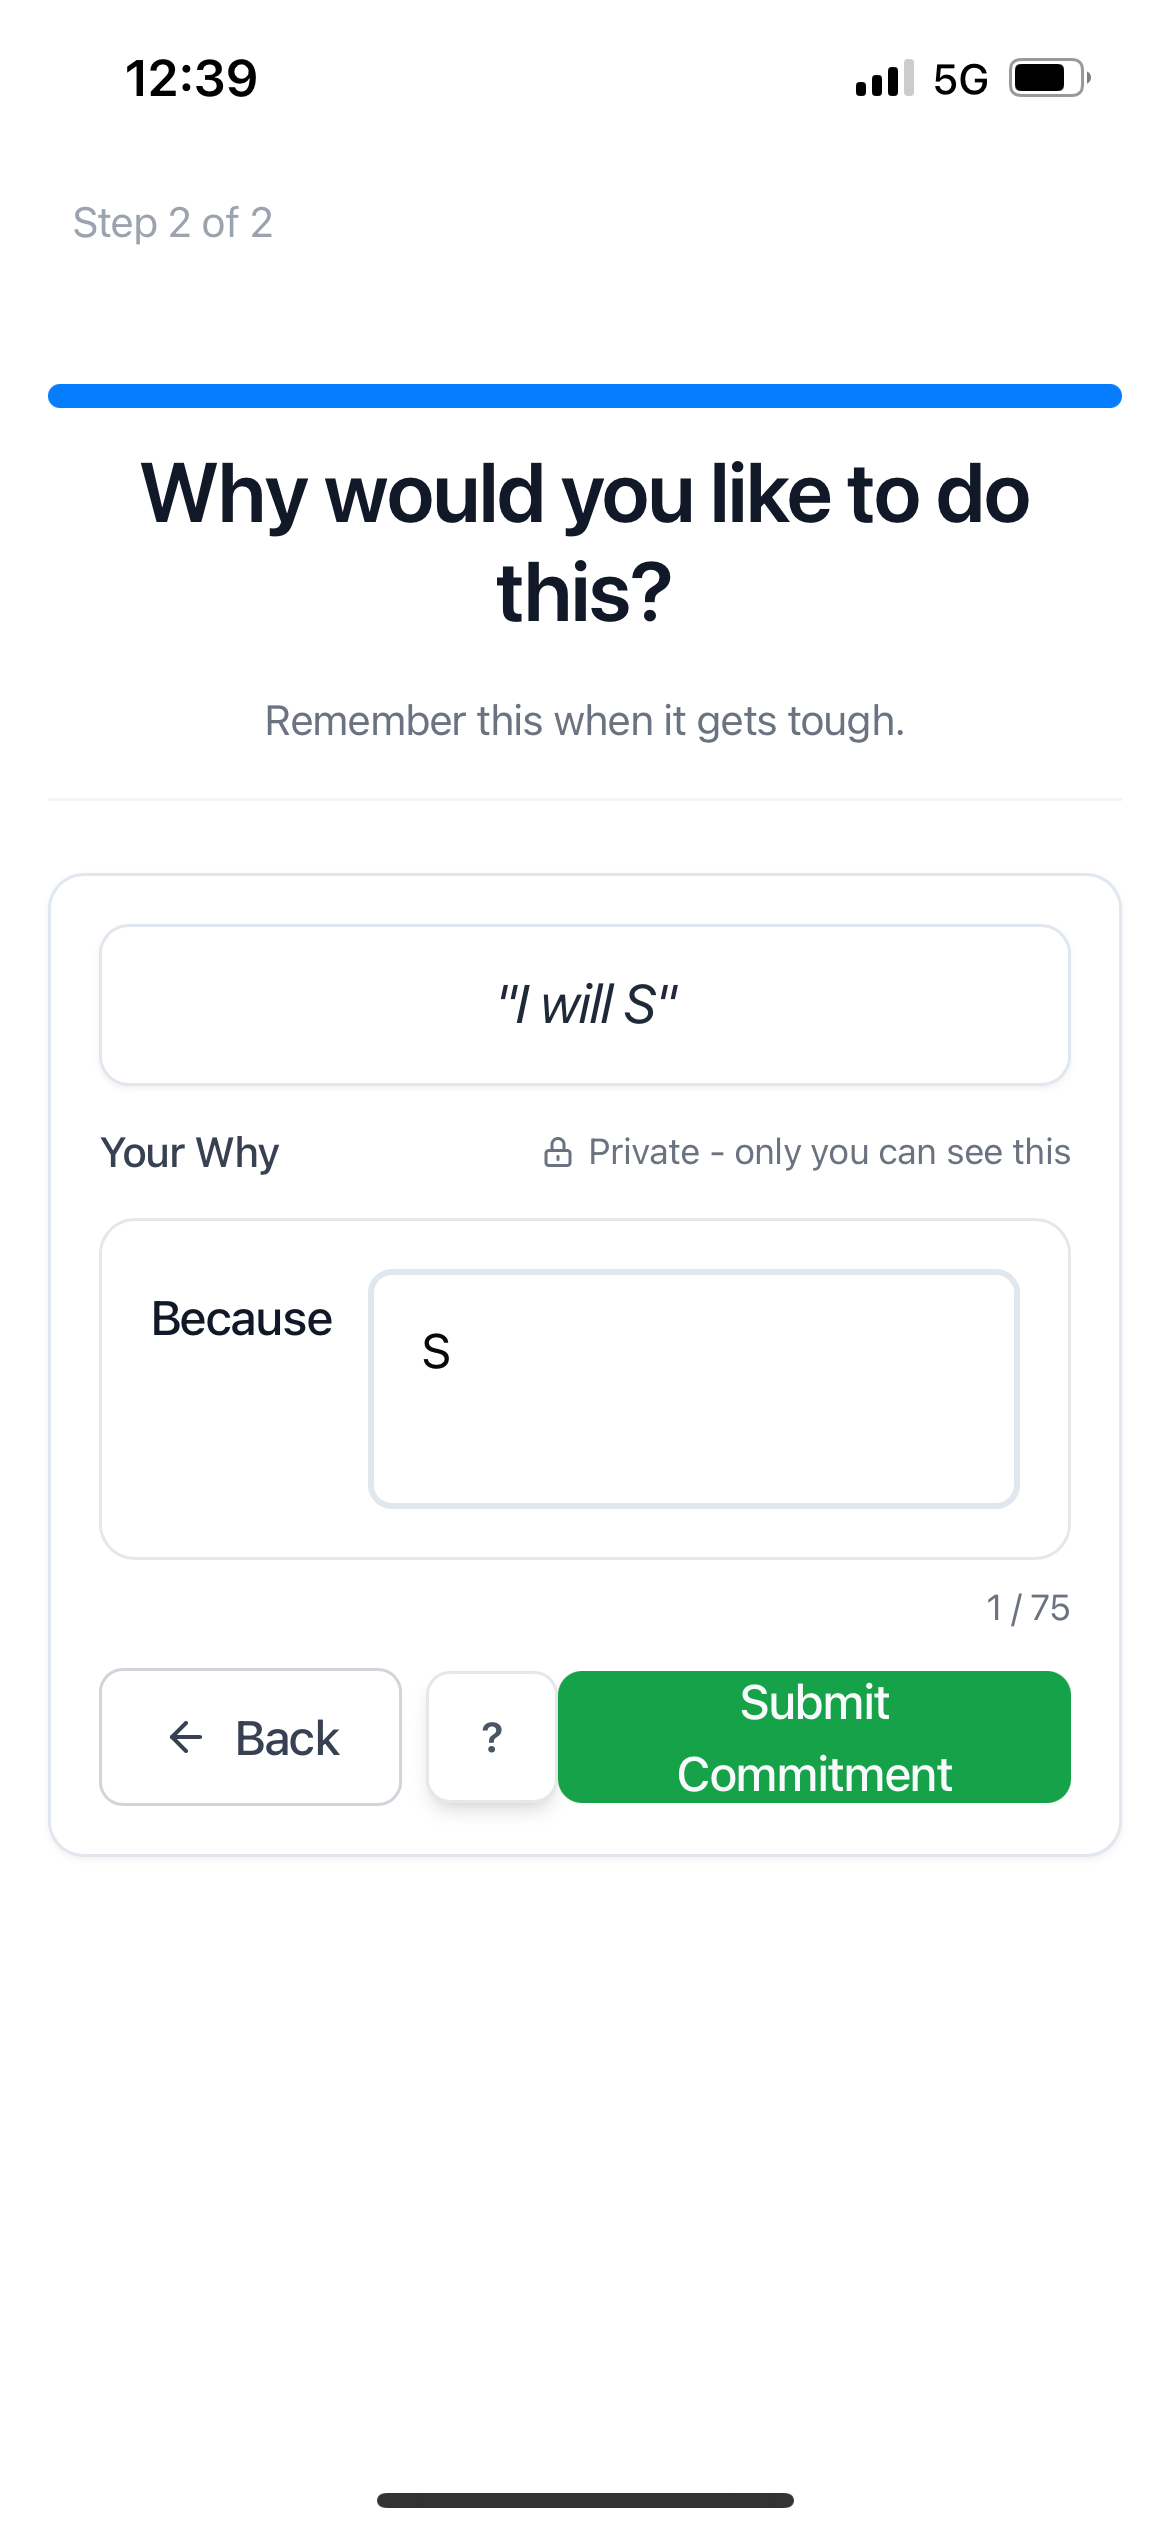 12:39
5G
Step 2 of 2
Why would you like to do
this?
Remember this when it gets tough.
"I will S"
Your Why
Private - only you can see this
Because
S
1 / 75
Back
?
Submit
Commitment